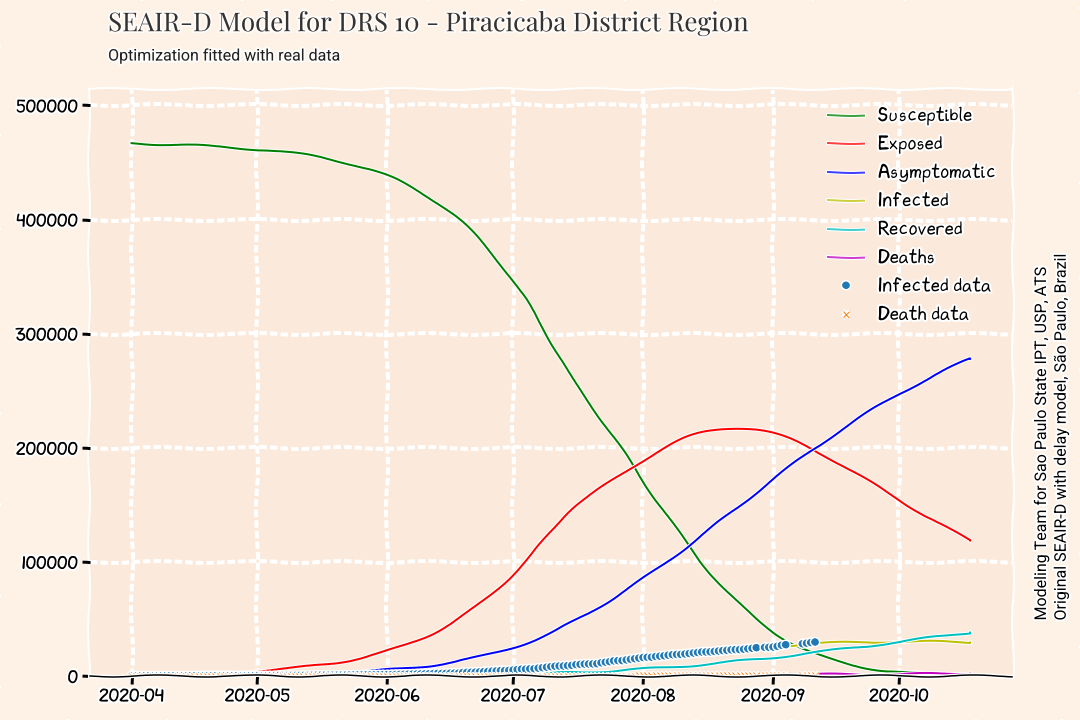 SEAIR-D Model for DRS 10 - Piracicaba District Region
Optimization fitted with real data
500000
400000
300000
200000
100000
0
2020-04
2020-05
2020-06
2020-07
2020-08
2020-09
2020-10
Susceptible
Exposed
Asymptomatic
Infected
Recovered
Deaths
Infected data
Death data
Modeling Team for Sao Paulo State IPT, USP, ATS
Original SEAIR-D with delay model, São Paulo, Brazil